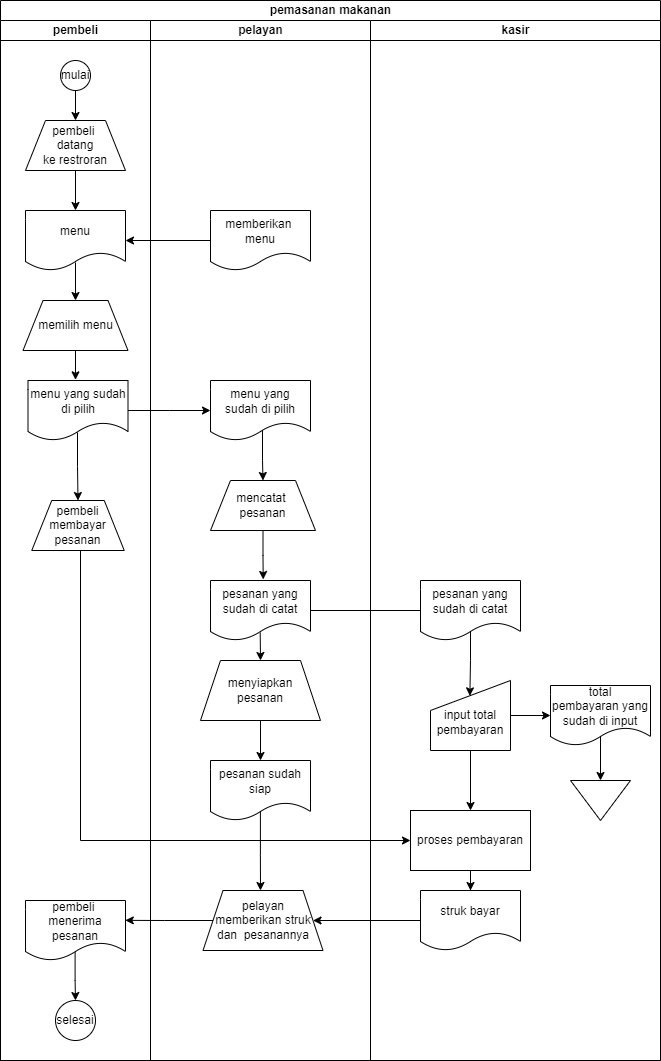 pemasanan makanan
pembeli
pelayan
kasir
mulai
pembeli
datang
ke restroran
menu
memberikan
menu
memilih menu
menu yang sudah
di pilih
menu yang
sudah di pilih
pembeli
membayar
pesanan
mencatat
pesanan
pesanan yang
sudah di catat
pesanan yang
sudah di catat
menyiapkan
pesanan
input total
pembayaran
total
pembayaran yang
sudah di input
pesanan sudah
siap
proses pembayaran
pembeli
menerima
pesanan
pelayan
memberikan struk
dan pesanannya
struk bayar
selesai